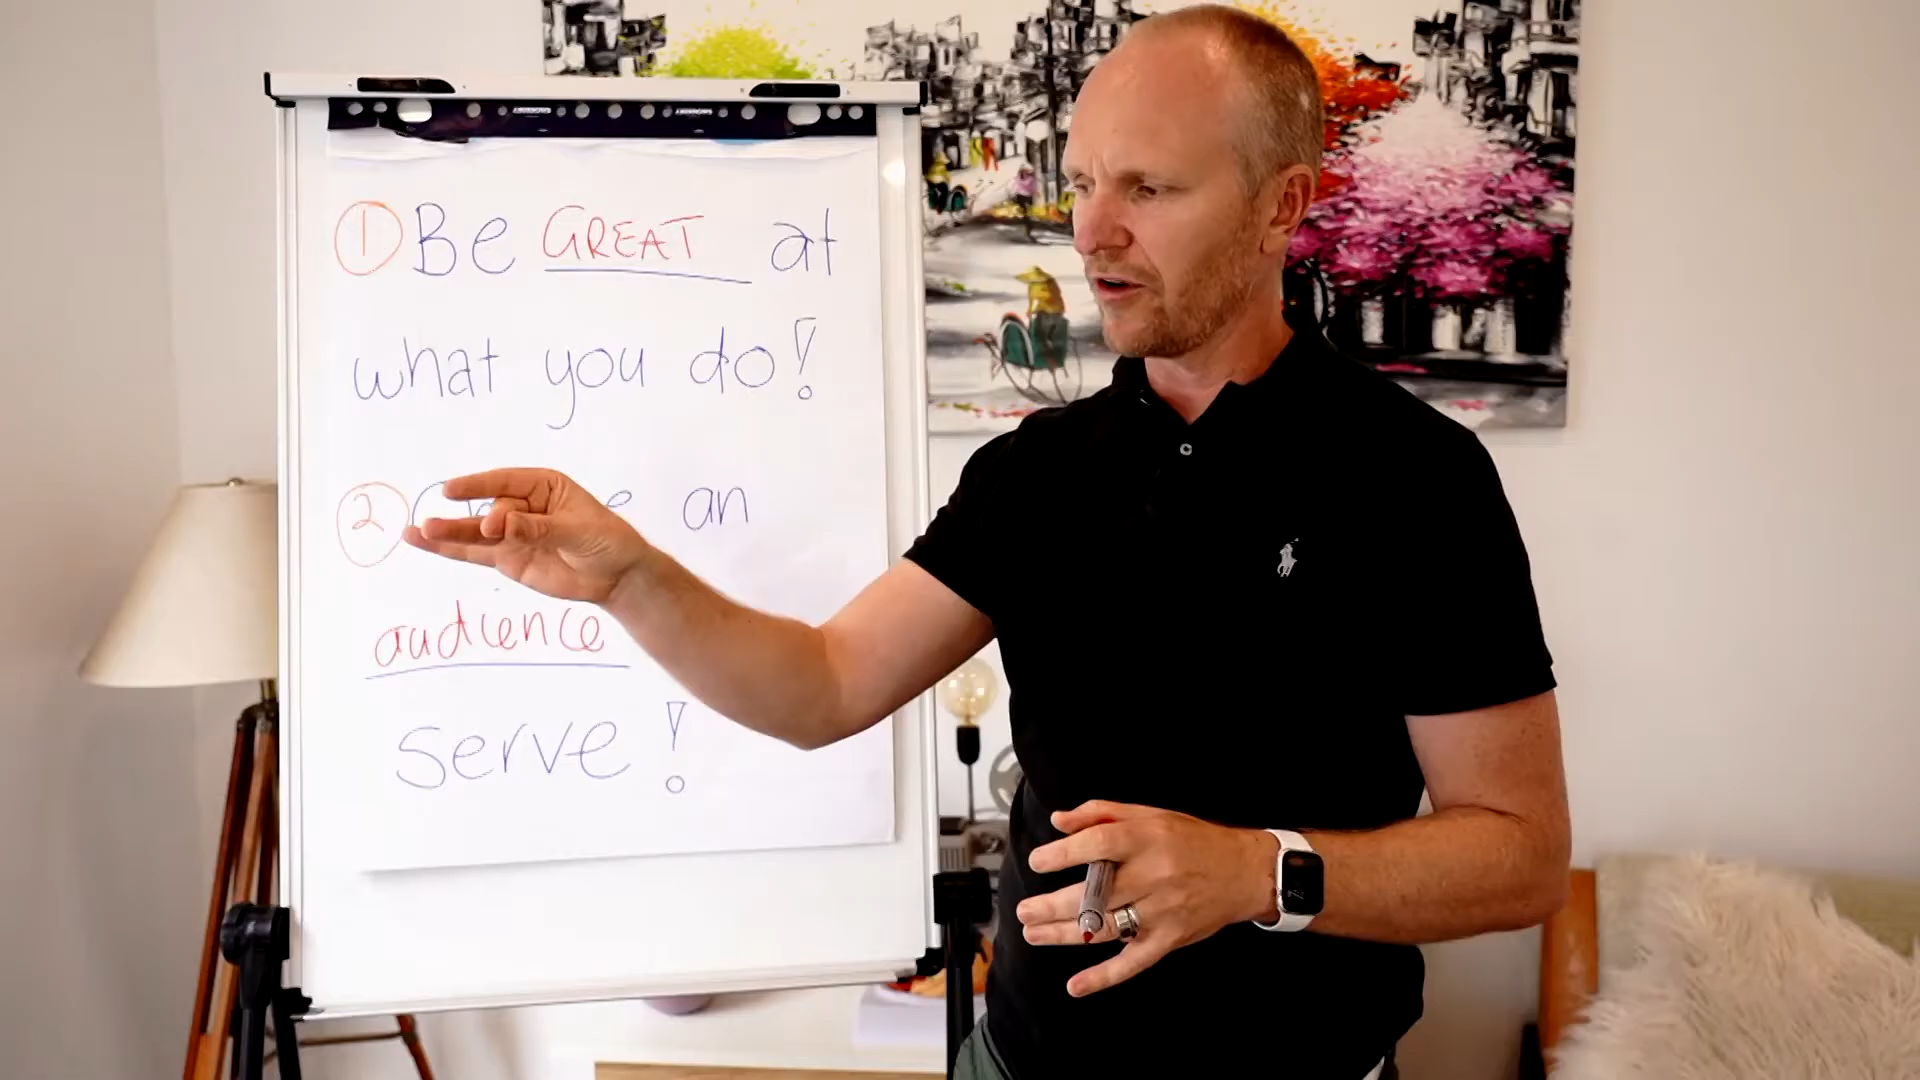 ① Be GREAT at
what you do!
② an
audience
serve!